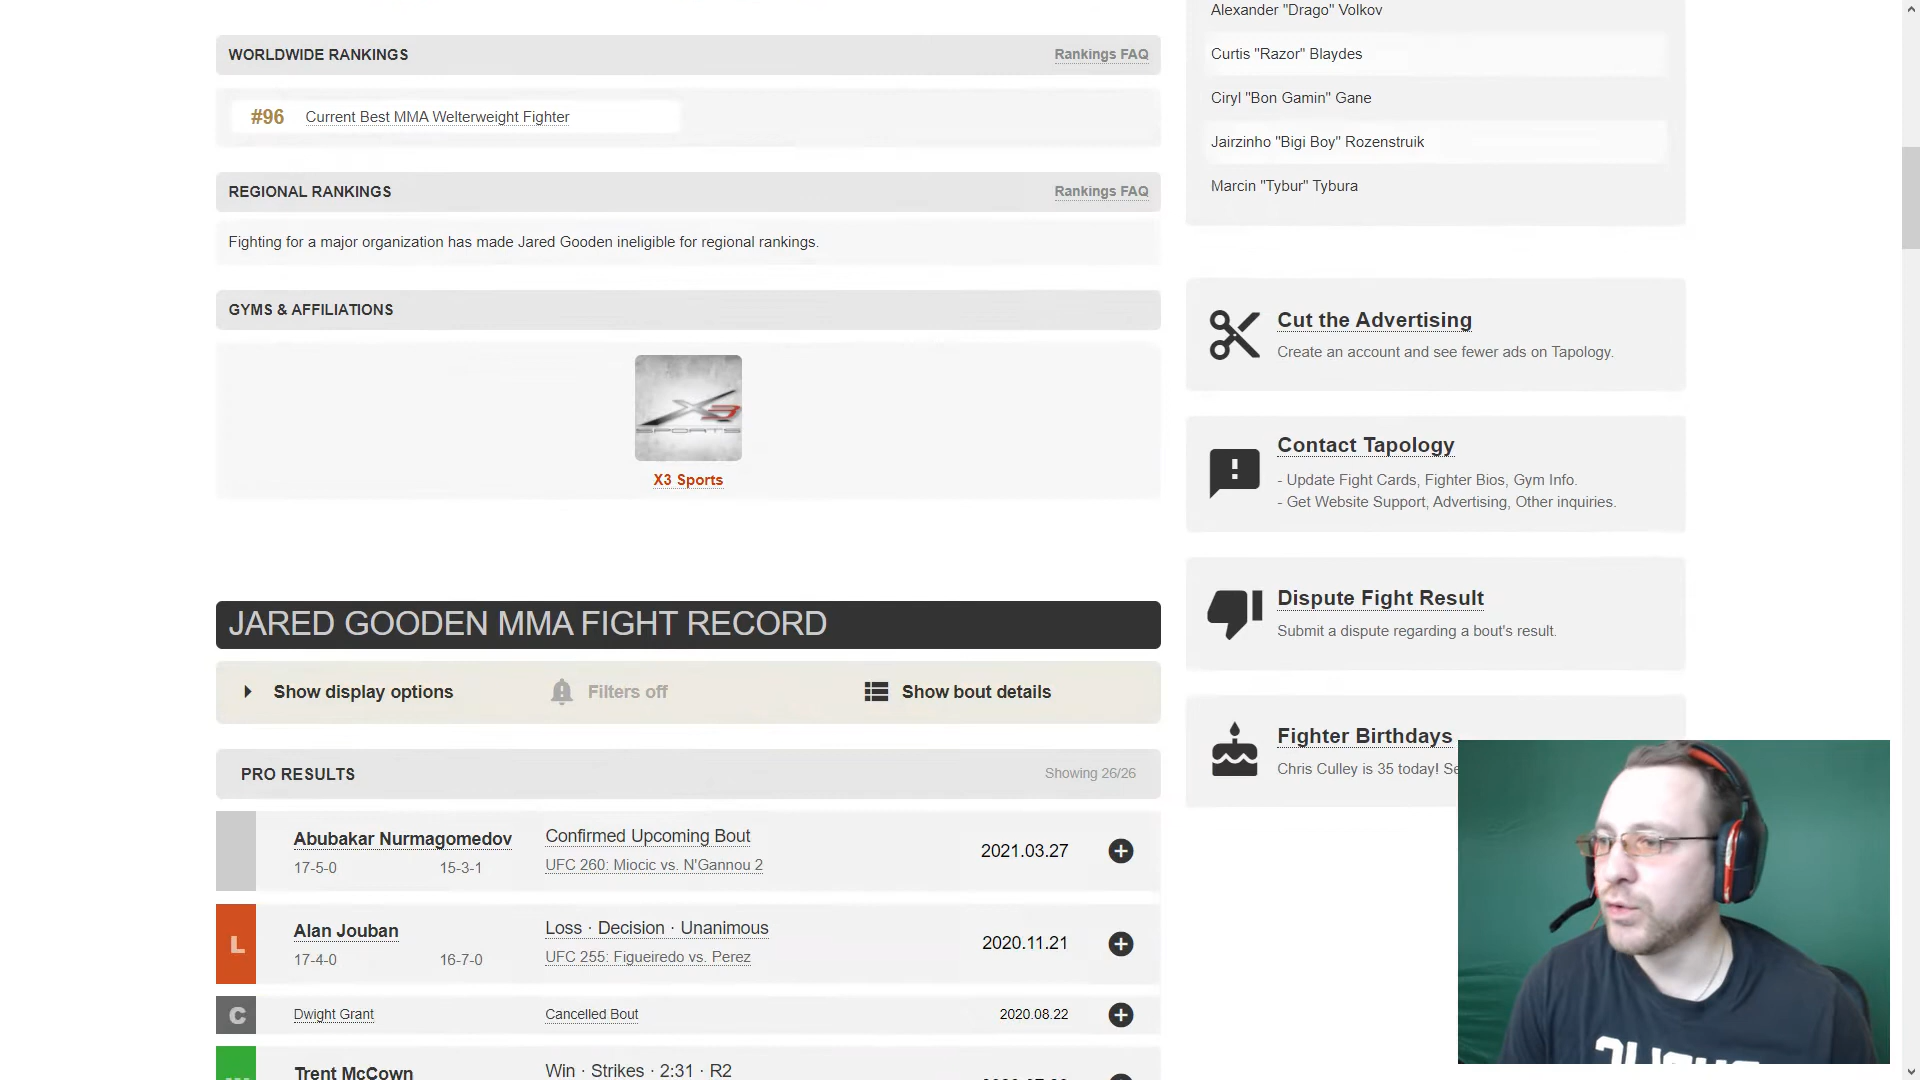 WORLDWIDE RANKINGS
Rankings FAQ
#96 Current Best MMA Welterweight Fighter
REGIONAL RANKINGS
Rankings FAQ
Fighting for a major organization has made Jared Gooden ineligible for regional rankings.
GYMS & AFFILIATIONS
X3
SPORTS
X3 Sports
JARED GOODEN MMA FIGHT RECORD
Show display options
Filters off
Show bout details
PRO RESULTS
Showing 26/26
Abubakar Nurmagomedov
17-5-0
15-3-1
Confirmed Upcoming Bout
UFC 260: Miocic vs. N'Gannou 2
2021.03.27
L
Alan Jouban
17-4-0
16-7-0
Loss · Decision · Unanimous
UFC 255: Figueiredo vs. Perez
2020.11.21
C
Dwight Grant
Cancelled Bout
2020.08.22
Trent McCown
Win · Strikes · 2:31 · R2
Alexander "Drago" Volkov
Curtis "Razor" Blaydes
Ciryl "Bon Gamin" Gane
Jairzinho "Bigi Boy" Rozenstruik
Marcin "Tybur" Tybura
Cut the Advertising
Create an account and see fewer ads on Tapology.
Contact Tapology
- Update Fight Cards, Fighter Bios, Gym Info.
- Get Website Support, Advertising, Other inquiries.
Dispute Fight Result
Submit a dispute regarding a bout's result.
Fighter Birthdays
Chris Culley is 35 today! Se